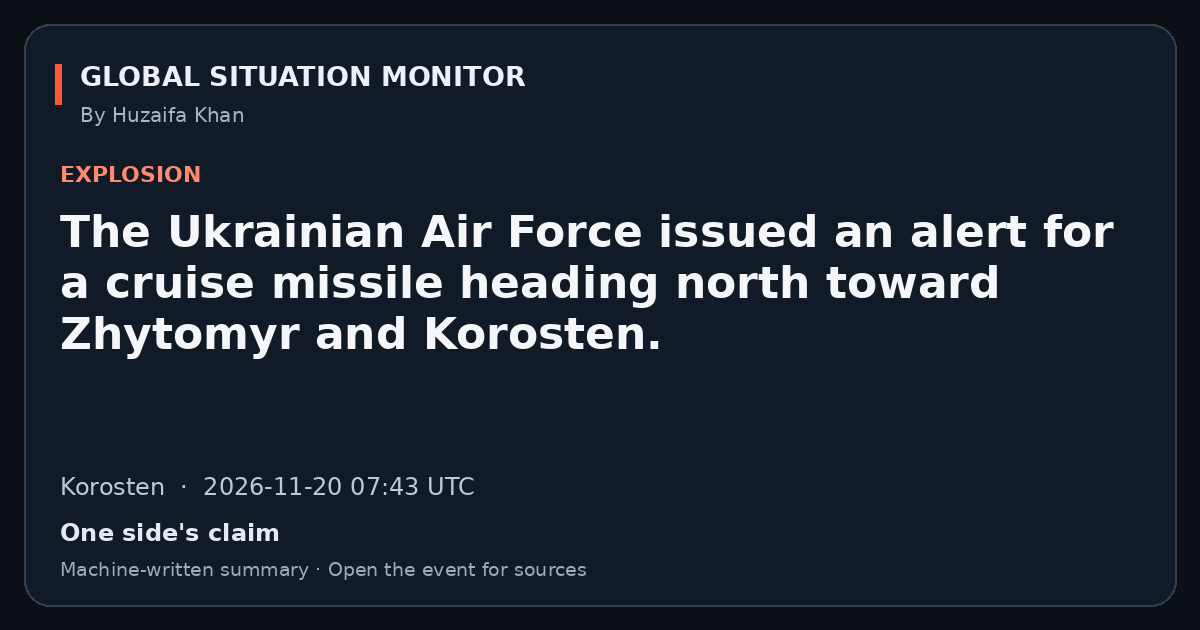 GLOBAL SITUATION MONITOR
By Huzaifa Khan
EXPLOSION
The Ukrainian Air Force issued an alert for
a cruise missile heading north toward
Zhytomyr and Korosten.
Korosten · 2026-11-20 07:43 UTC
One side's claim
Machine-written summary · Open the event for sources